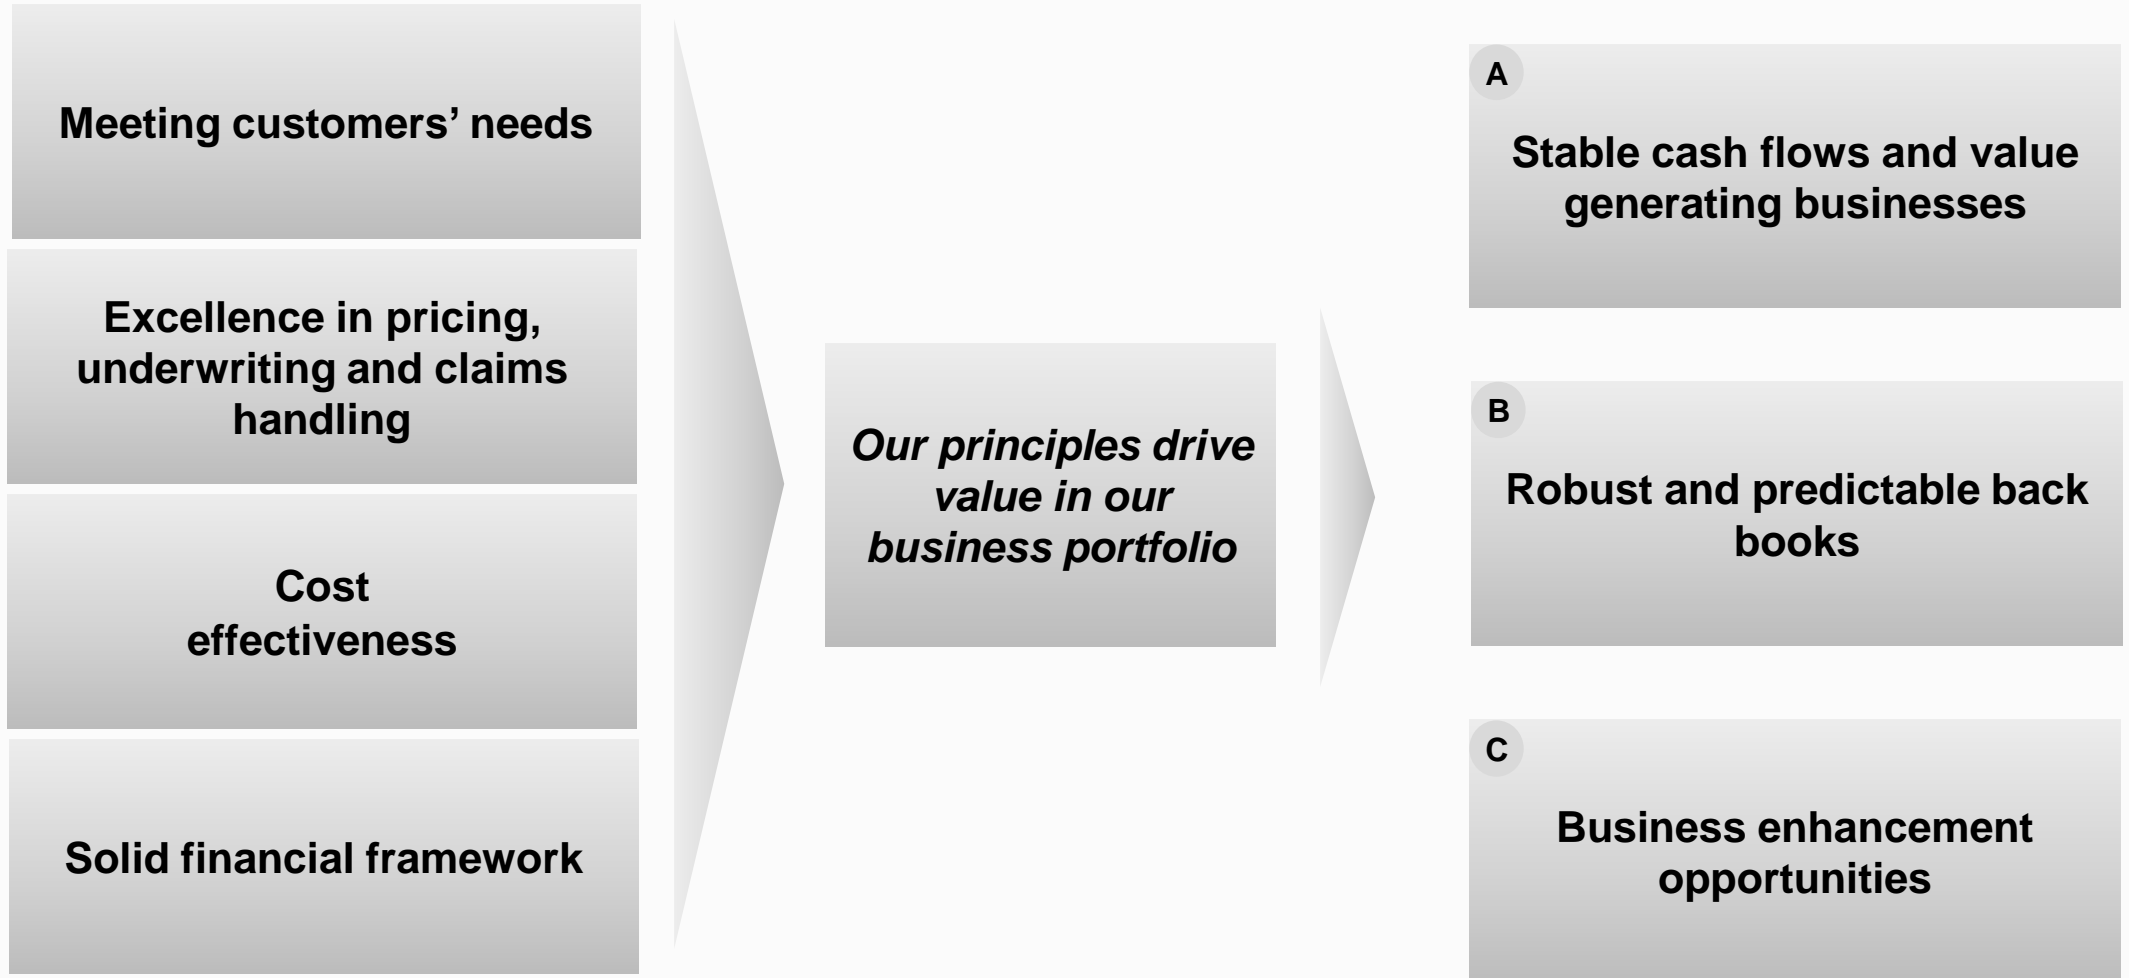 Meeting customers’ needs
Excellence in pricing,
underwriting and claims
handling
Cost
effectiveness
Solid financial framework
Our principles drive
value in our
business portfolio
A
Stable cash flows and value
generating businesses
B
Robust and predictable back
books
C
Business enhancement
opportunities